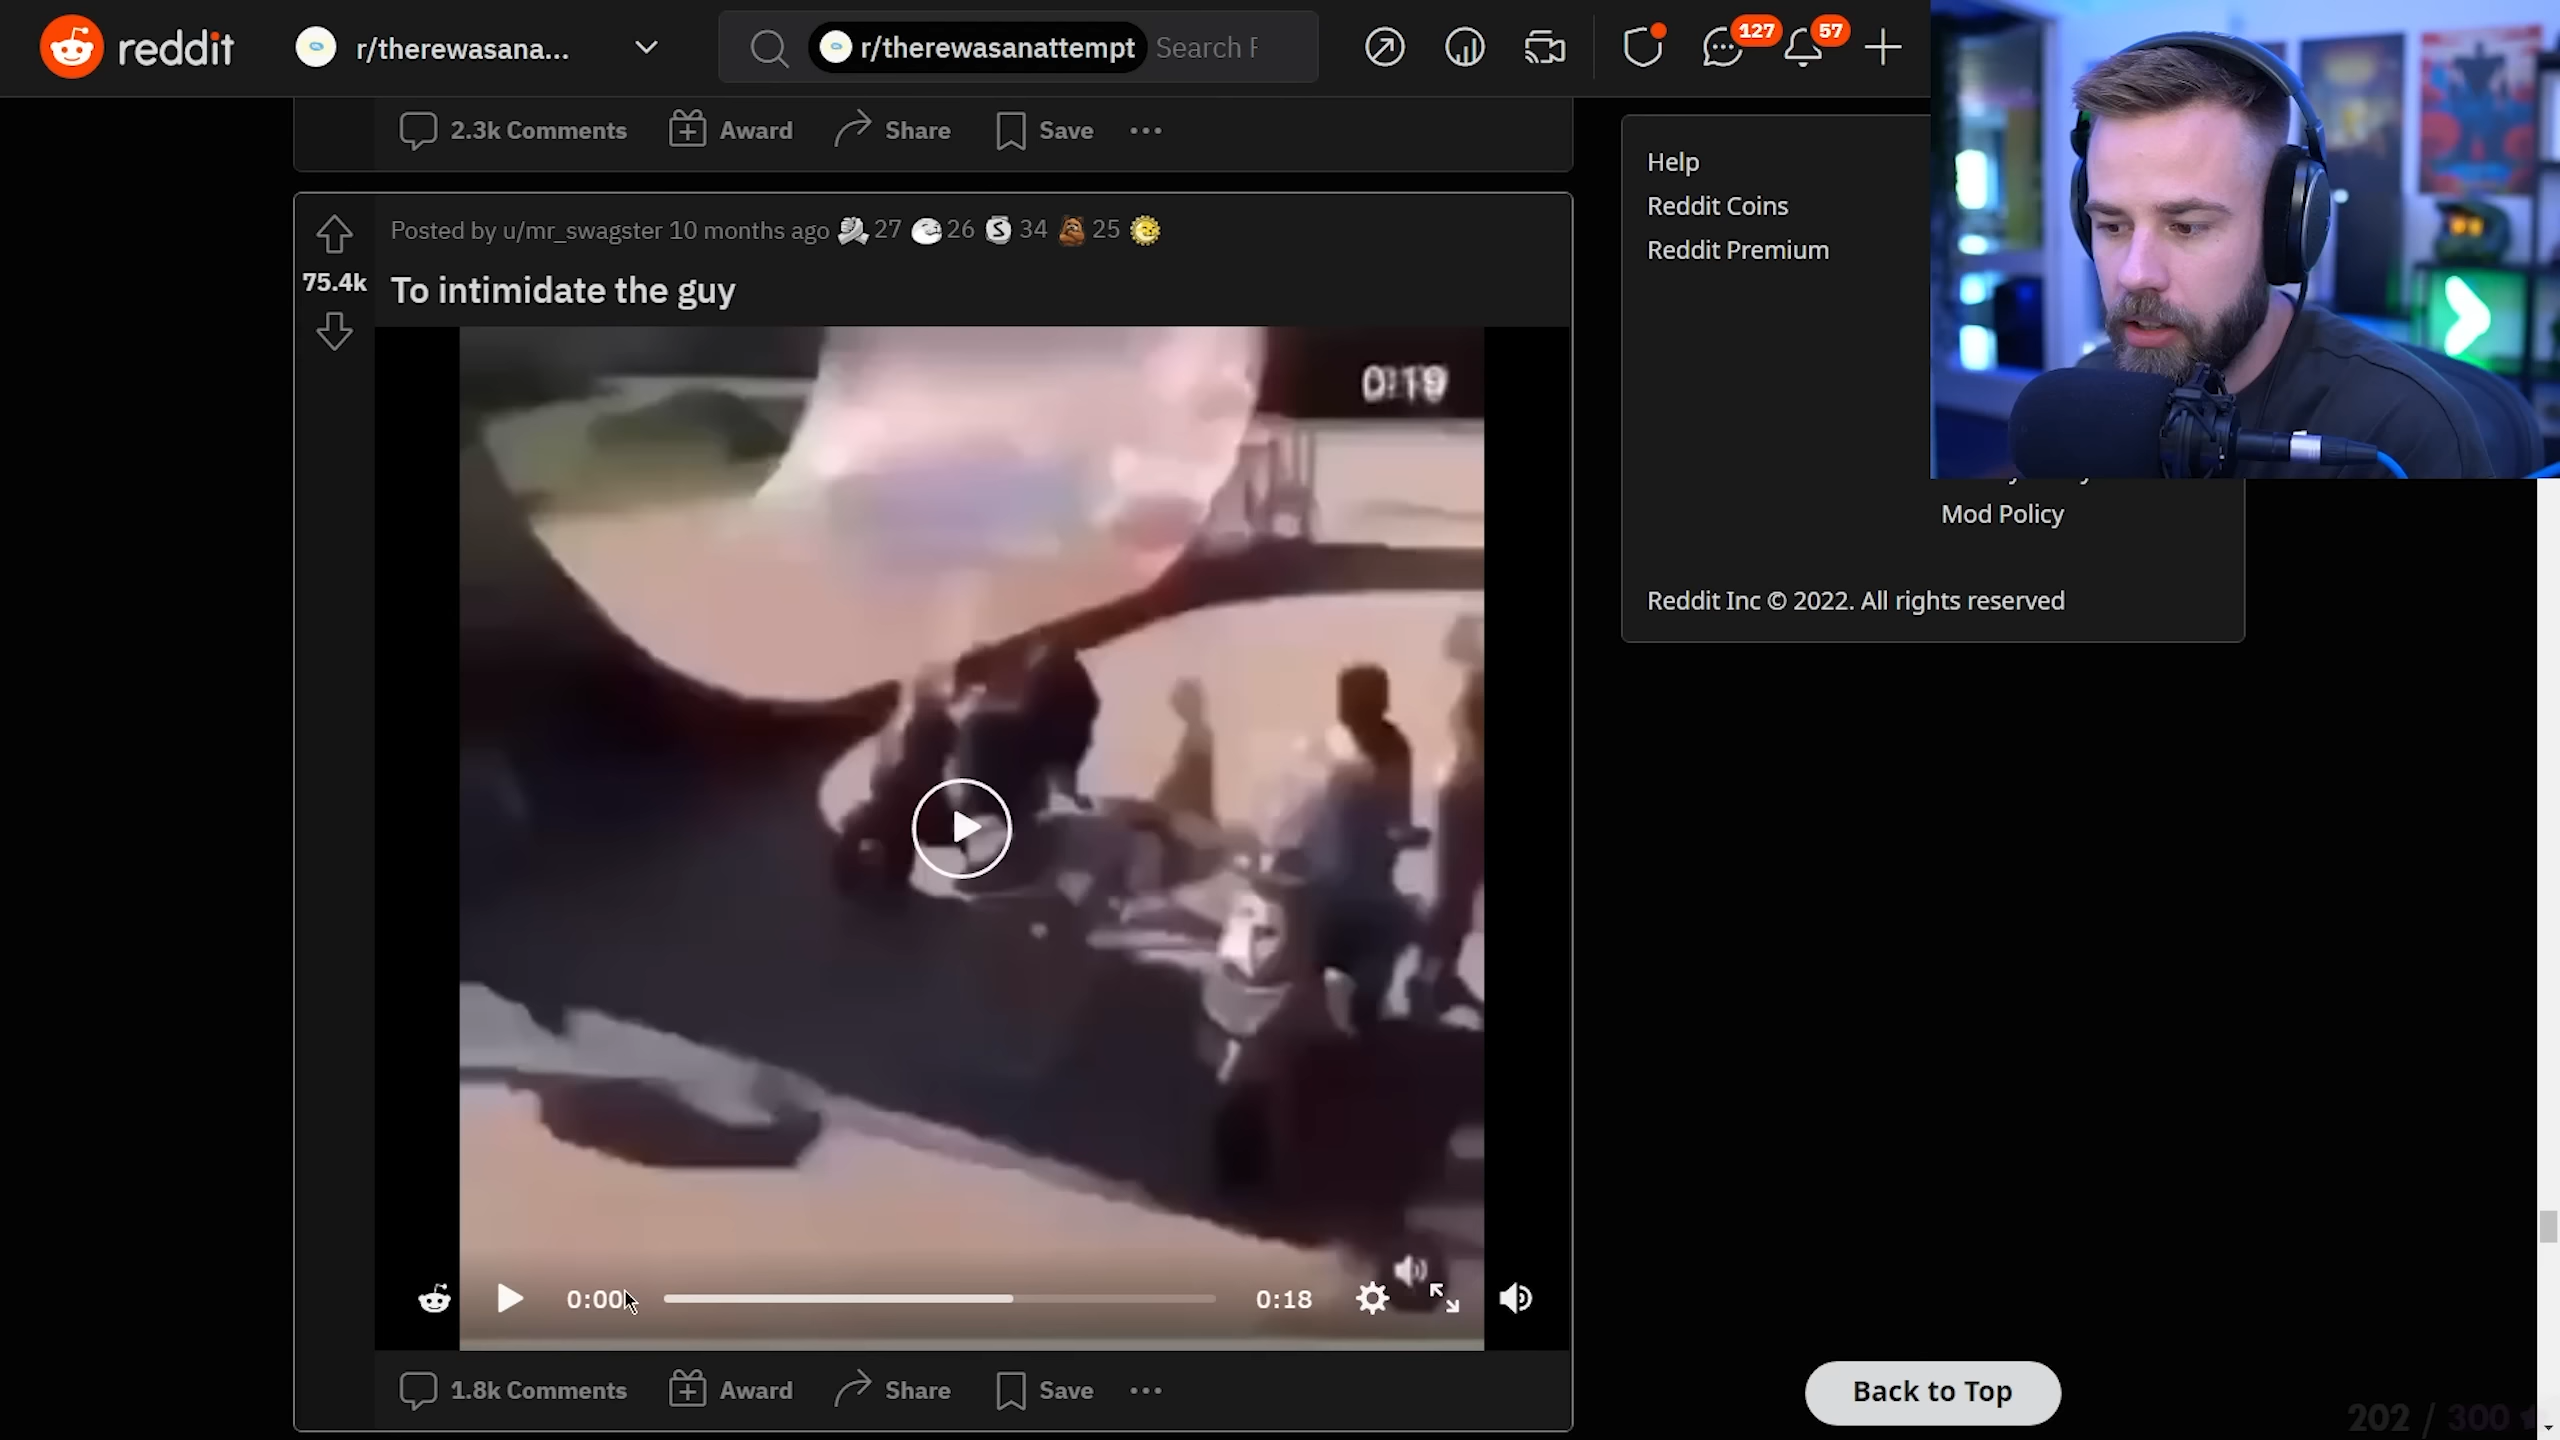 reddit
r/therewasana...
r/therewasanattempt
127
57
2.3k Comments
Award
Share
Save
Posted by u/mr_swagster 10 months ago
27
26
34
25
75.4k
To intimidate the guy
0:19
0:00
0:18
1.8k Comments
Award
Share
Save
Help
Reddit Coins
Reddit Premium
Mod Policy
Reddit Inc © 2022. All rights reserved
Back to Top
202 / 300